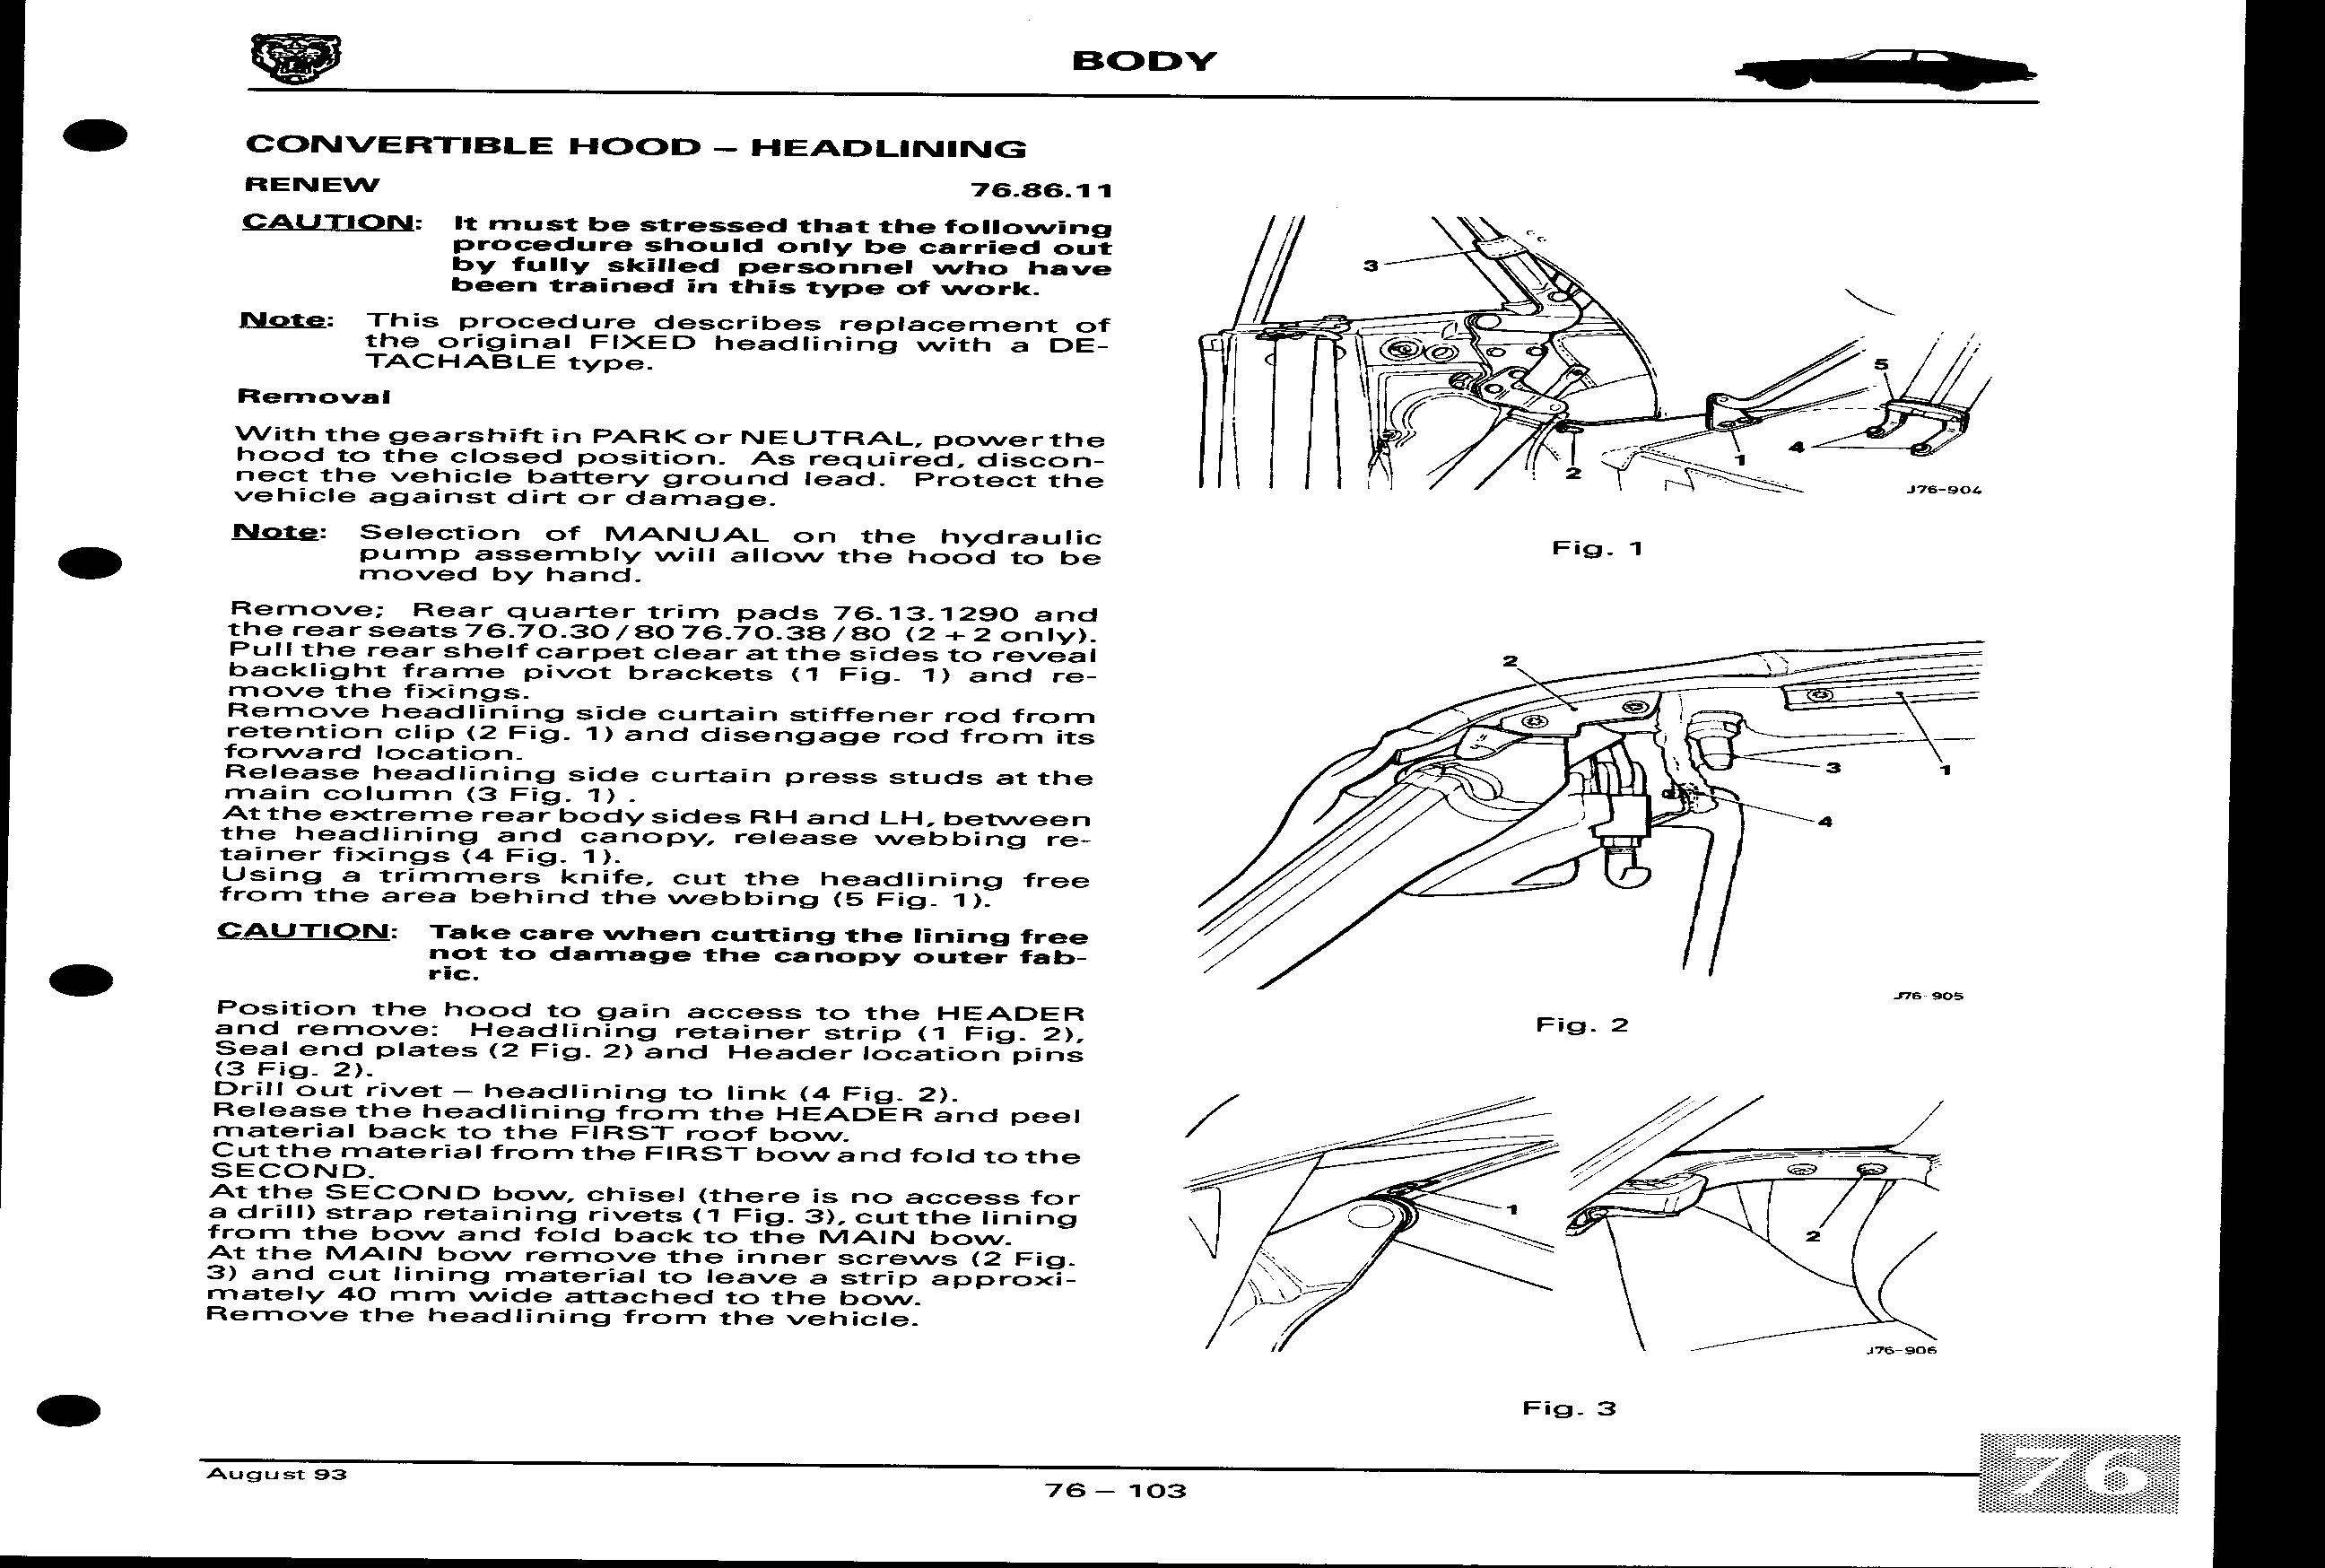 BODY
CONVERTIBLE HOOD – HEADLINING
RENEW 76.86.11
CAUTION: It must be stressed that the following
procedure should only be carried out
by fully skilled personnel who have
been trained in this type of work.
Note: This procedure describes replacement of
the original FIXED headlining with a DE-
TACHABLE type.
Removal
With the gearshift in PARK or NEUTRAL, power the
hood to the closed position. As required, discon-
nect the vehicle battery ground lead. Protect the
vehicle against dirt or damage.
Note: Selection of MANUAL on the hydraulic
pump assembly will allow the hood to be
moved by hand.
Remove; Rear quarter trim pads 76.13.1290 and
the rear seats 76.70.30/80 76.70.38/80 (2 + 2 only).
Pull the rear shelf carpet clear at the sides to reveal
backlight frame pivot brackets (1 Fig. 1) and re-
move the fixings.
Remove headlining side curtain stiffener rod from
retention clip (2 Fig. 1) and disengage rod from its
forward location.
Release headlining side curtain press studs at the
main column (3 Fig. 1) .
At the extreme rear body sides RH and LH, between
the headlining and canopy, release webbing re-
tainer fixings (4 Fig. 1).
Using a trimmers knife, cut the headlining free
from the area behind the webbing (5 Fig. 1).
CAUTION: Take care when cutting the lining free
not to damage the canopy outer fab-
ric.
Position the hood to gain access to the HEADER
and remove: Headlining retainer strip (1 Fig. 2),
Seal end plates (2 Fig. 2) and Header location pins
(3 Fig. 2).
Drill out rivet – headlining to link (4 Fig. 2).
Release the headlining from the HEADER and peel
material back to the FIRST roof bow.
Cut the material from the FIRST bow and fold to the
SECOND.
At the SECOND bow, chisel (there is no access for
a drill) strap retaining rivets (1 Fig. 3), cut the lining
from the bow and fold back to the MAIN bow.
At the MAIN bow remove the inner screws (2 Fig.
3) and cut lining material to leave a strip approxi-
mately 40 mm wide attached to the bow.
Remove the headlining from the vehicle.
3
5
4
1
2
J76-904
Fig. 1
2
3
1
4
J76-905
Fig. 2
1
2
J76-906
Fig. 3
August 93
76 – 103
76